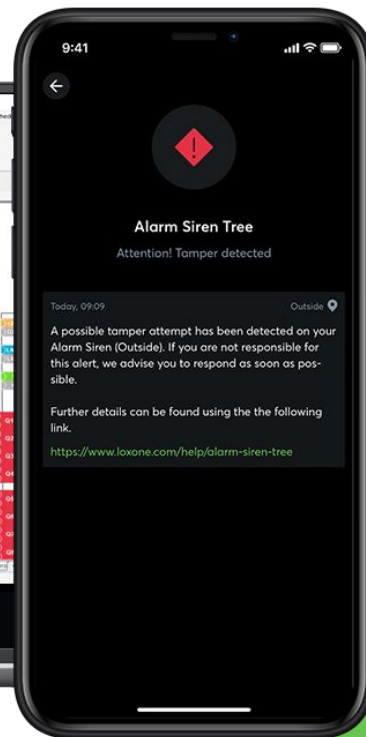 9:41
Alarm Siren Tree
Attention! Tamper detected
Today, 09:09
Outside
A possible tamper attempt has been detected on your
Alarm Siren (Outside). If you are not responsible for
this alert, we advise you to respond as soon as pos-
sible.
Further details can be found using the the following
link.
https://www.loxone.com/help/alarm-siren-tree